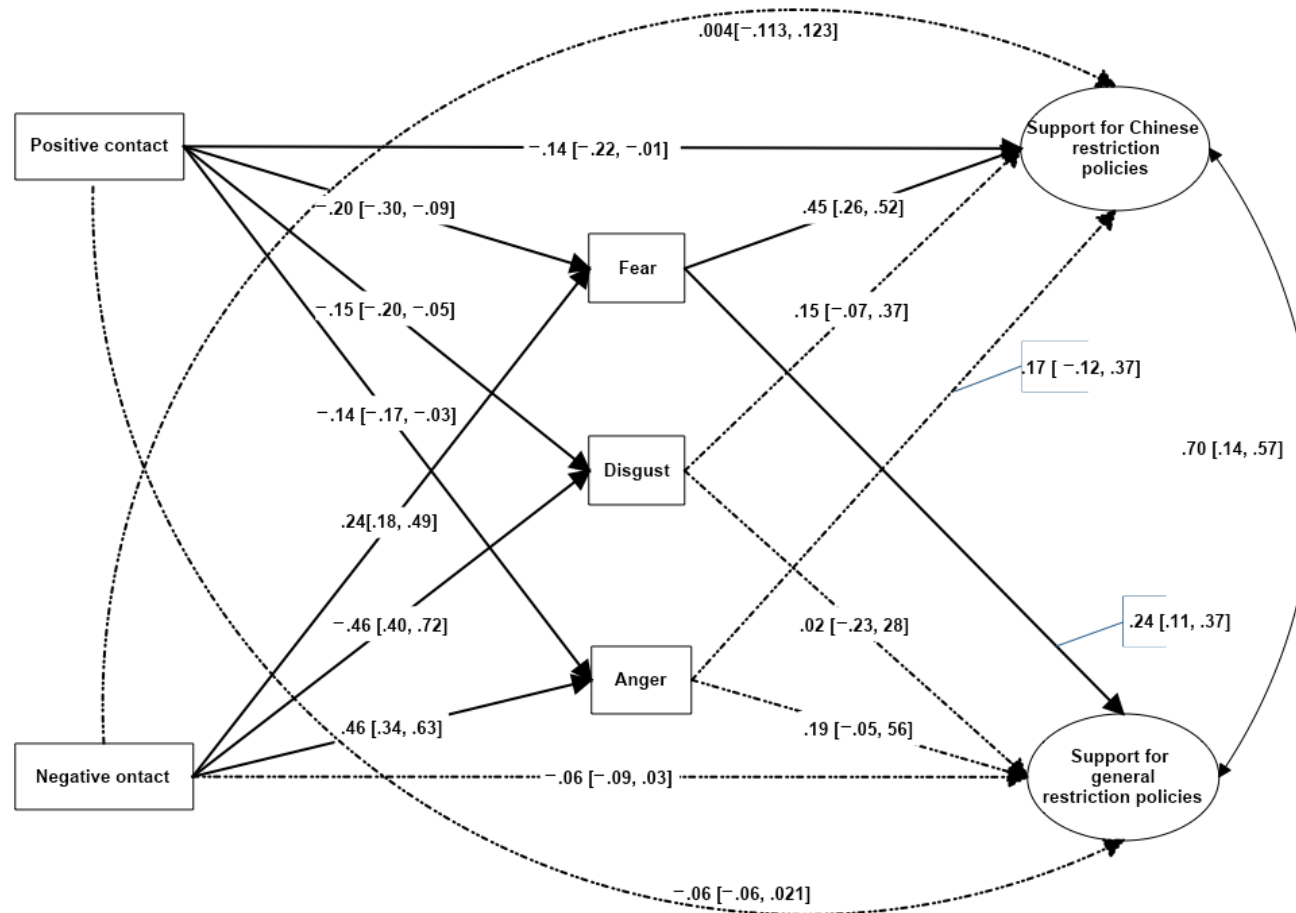 .004[−.113, .123]
Positive contact
Support for Chinese
restriction
policies
−.14 [−.22, −.01]
−.20 [−.30, −.09]
.45 [.26, .52]
Fear
−.15 [−.20, −.05]
.15 [−.07, .37]
.17 [ −.12, .37]
−.14 [−.17, −.03]
.70 [.14, .57]
Disgust
.24[.18, .49]
−.46 [.40, .72]
.02 [−.23, 28]
.24 [.11, .37]
Anger
.46 [.34, .63]
.19 [−.05, 56]
Negative ontact
−.06 [−.09, .03]
Support for
general
restriction policies
−.06 [−.06, .021]